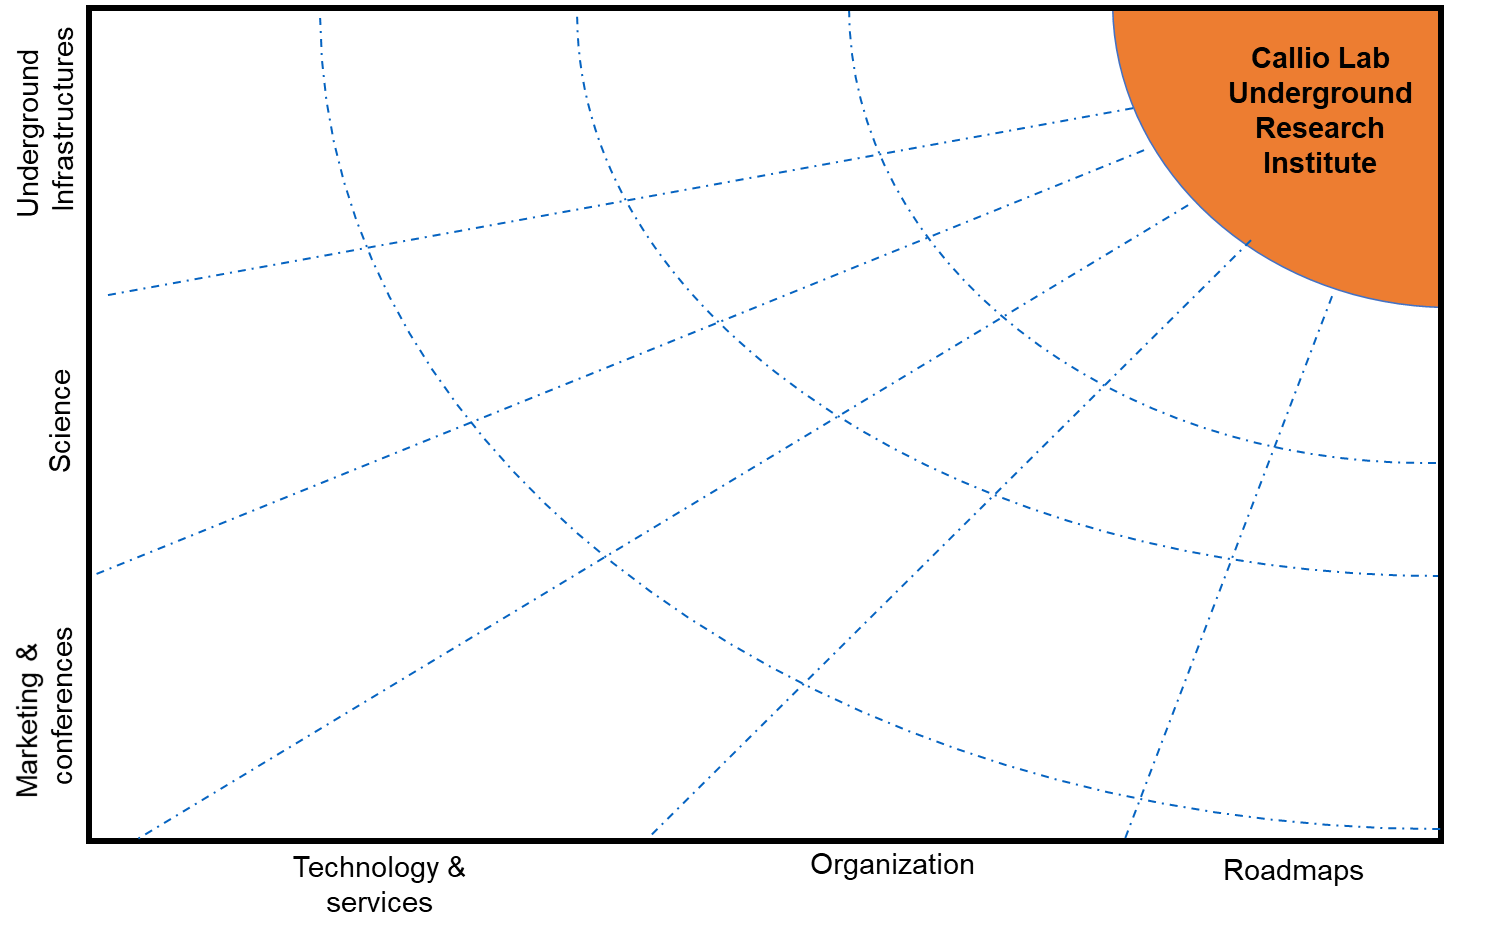 Callio Lab
Underground
Research
Institute
Underground
Infrastructures
Science
Marketing &
conferences
Technology &
services
Organization
Roadmaps